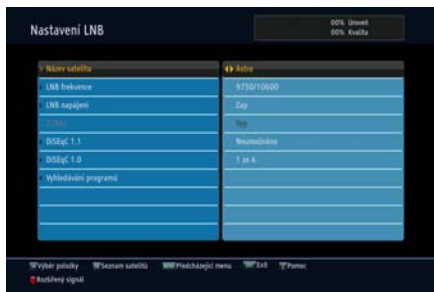 Nastavení LNB
00% Úroveň
00% Kvalita
Název satelitu Astra
LNB frekvence 9750/10600
LNB napájení Zap
22Khz Vyp
DiSEqC 1.1 Neumožněno
DiSEqC 1.0 1 ze 4
Vyhledávání programů
Výběr položky Seznam satelitů Předcházející menu Exit Pomoc
Rozšířený signál